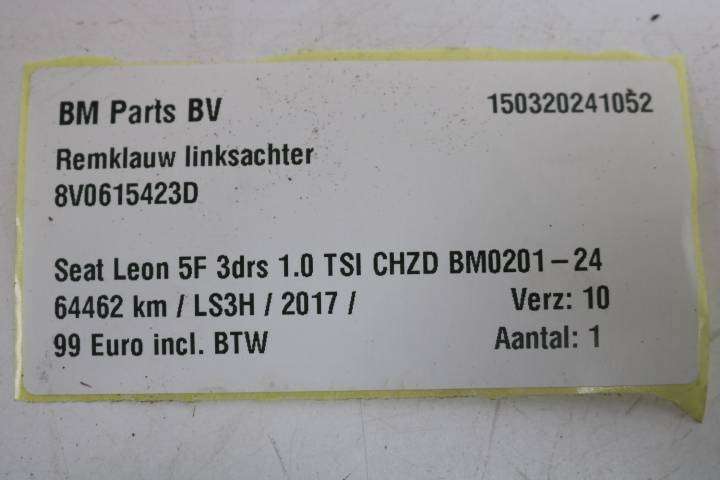 BM Parts BV 150320241052
Remklauw linksachter
8V0615423D
Seat Leon 5F 3drs 1.0 TSI CHZD BM0201-24
64462 km / LS3H / 2017 / Verz: 10
99 Euro incl. BTW Aantal: 1